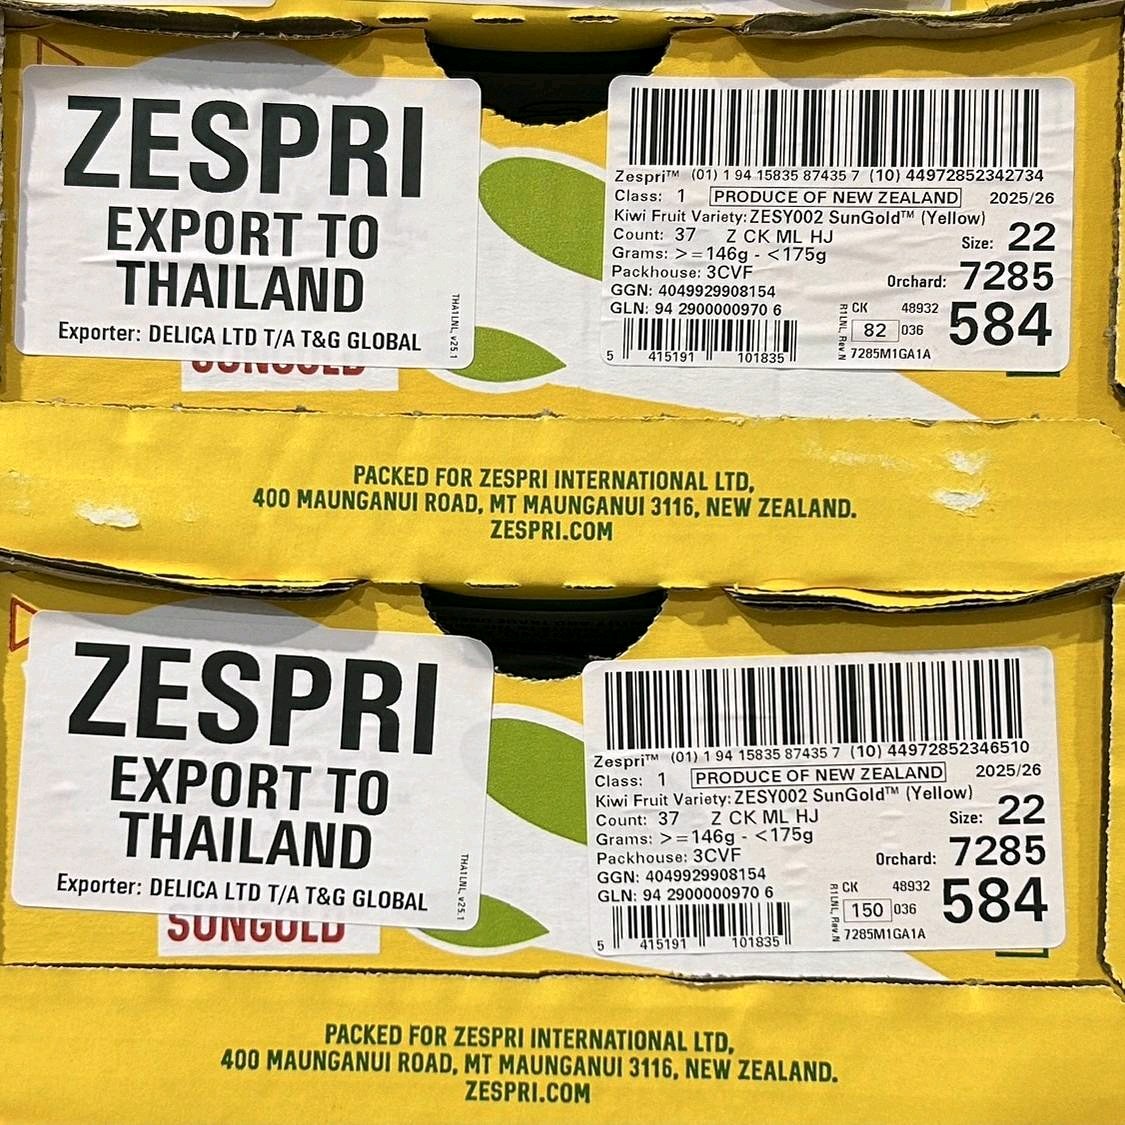 ZESPRI
EXPORT TO
THAILAND
Exporter: DELICA LTD T/A T&G GLOBAL
THA1LNL, v25.1
SUNGOLD
Zespri™ (01) 1 94 15835 87435 7 (10) 44972852342734
Class: 1 PRODUCE OF NEW ZEALAND 2025/26
Kiwi Fruit Variety: ZESY002 SunGold™ (Yellow)
Count: 37 Z CK ML HJ
Size: 22
Grams: >=146g - <175g
Packhouse: 3CVF
Orchard: 7285
GGN: 4049929908154
GLN: 94 2900000970 6
R1LNL, Rev.N
CK 48932
82 036
584
7285M1GA1A
5 415191 101835
PACKED FOR ZESPRI INTERNATIONAL LTD,
400 MAUNGANUI ROAD, MT MAUNGANUI 3116, NEW ZEALAND.
ZESPRI.COM
ZESPRI
EXPORT TO
THAILAND
Exporter: DELICA LTD T/A T&G GLOBAL
THA1LNL, v25.1
SUNGOLD
Zespri™ (01) 1 94 15835 87435 7 (10) 44972852346510
Class: 1 PRODUCE OF NEW ZEALAND 2025/26
Kiwi Fruit Variety: ZESY002 SunGold™ (Yellow)
Count: 37 Z CK ML HJ
Size: 22
Grams: >=146g - <175g
Packhouse: 3CVF
Orchard: 7285
GGN: 4049929908154
GLN: 94 2900000970 6
R1LNL, Rev.N
CK 48932
150 036
584
7285M1GA1A
5 415191 101835
PACKED FOR ZESPRI INTERNATIONAL LTD,
400 MAUNGANUI ROAD, MT MAUNGANUI 3116, NEW ZEALAND.
ZESPRI.COM